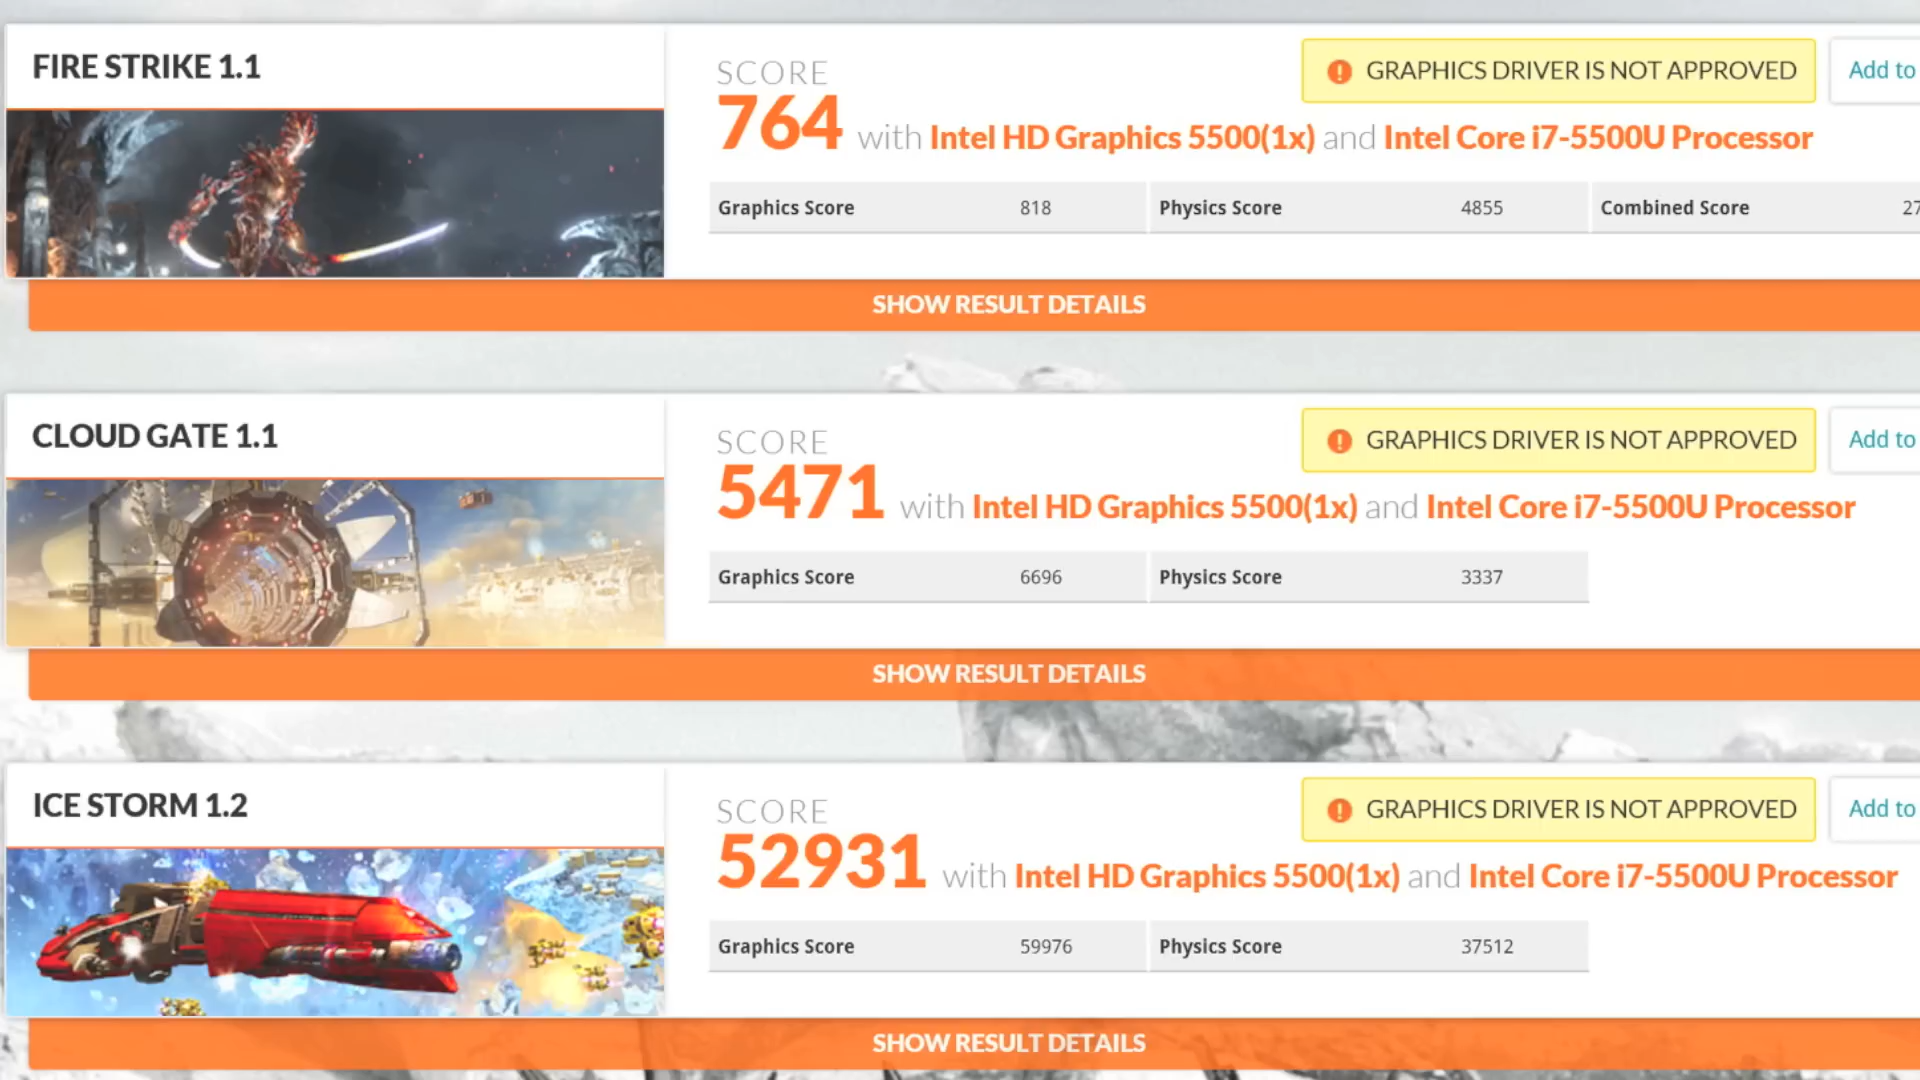 FIRE STRIKE 1.1
SCORE
GRAPHICS DRIVER IS NOT APPROVED
Add to
764 with Intel HD Graphics 5500(1x) and Intel Core i7-5500U Processor
Graphics Score 818 Physics Score 4855 Combined Score 27
SHOW RESULT DETAILS
CLOUD GATE 1.1
SCORE
GRAPHICS DRIVER IS NOT APPROVED
Add to
5471 with Intel HD Graphics 5500(1x) and Intel Core i7-5500U Processor
Graphics Score 6696 Physics Score 3337
SHOW RESULT DETAILS
ICE STORM 1.2
SCORE
GRAPHICS DRIVER IS NOT APPROVED
Add to
52931 with Intel HD Graphics 5500(1x) and Intel Core i7-5500U Processor
Graphics Score 59976 Physics Score 37512
SHOW RESULT DETAILS